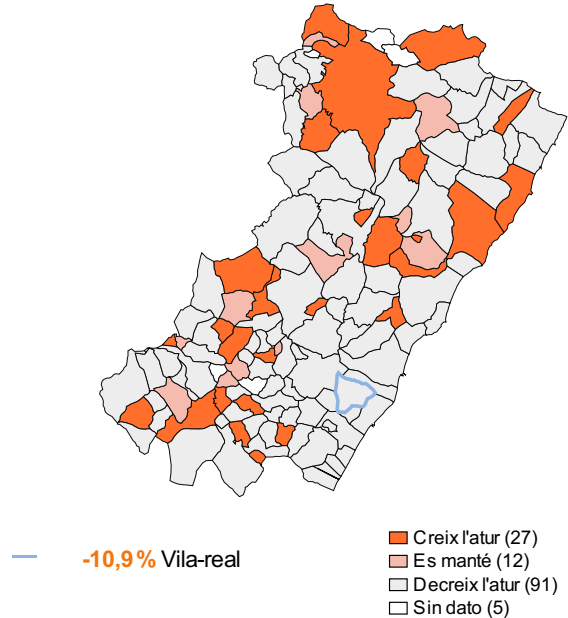 -10,9 % Vila-real
Creix l'atur (27)
Es manté (12)
Decreix l'atur (91)
Sin dato (5)